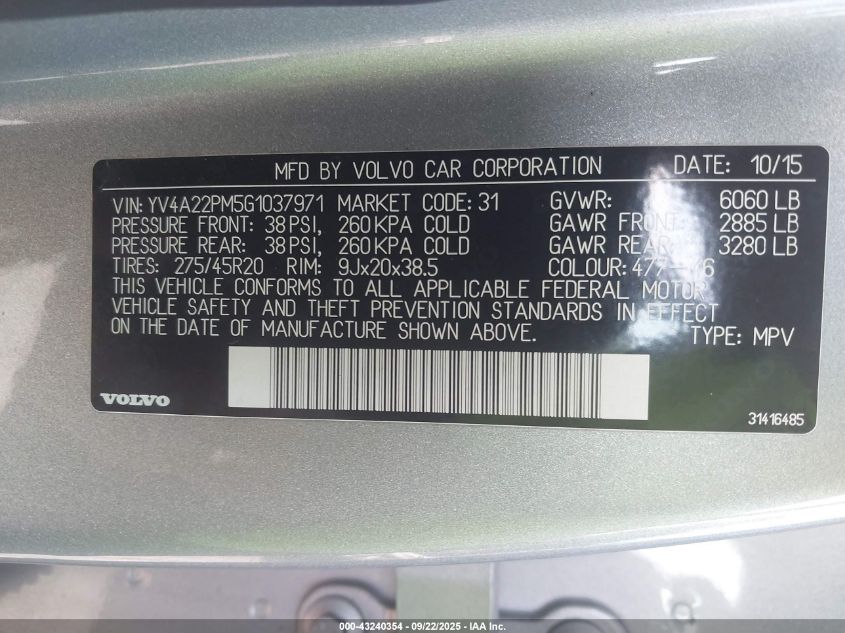 MFD BY VOLVO CAR CORPORATION DATE: 10/15
VIN: YV4A22PM5G1037971 MARKET CODE: 31 GVWR: 6060 LB
PRESSURE FRONT: 38 PSI, 260 KPA COLD GAWR FRONT: 2885 LB
PRESSURE REAR: 38 PSI, 260 KPA COLD GAWR REAR: 3280 LB
TIRES: 275/45R20 RIM: 9Jx20x38.5 COLOUR: 477-
THIS VEHICLE CONFORMS TO ALL APPLICABLE FEDERAL MOTOR
VEHICLE SAFETY AND THEFT PREVENTION STANDARDS IN EFFECT
ON THE DATE OF MANUFACTURE SHOWN ABOVE. TYPE: MPV
VOLVO
31416485
000-43240354 - 09/22/2025 - IAA Inc.